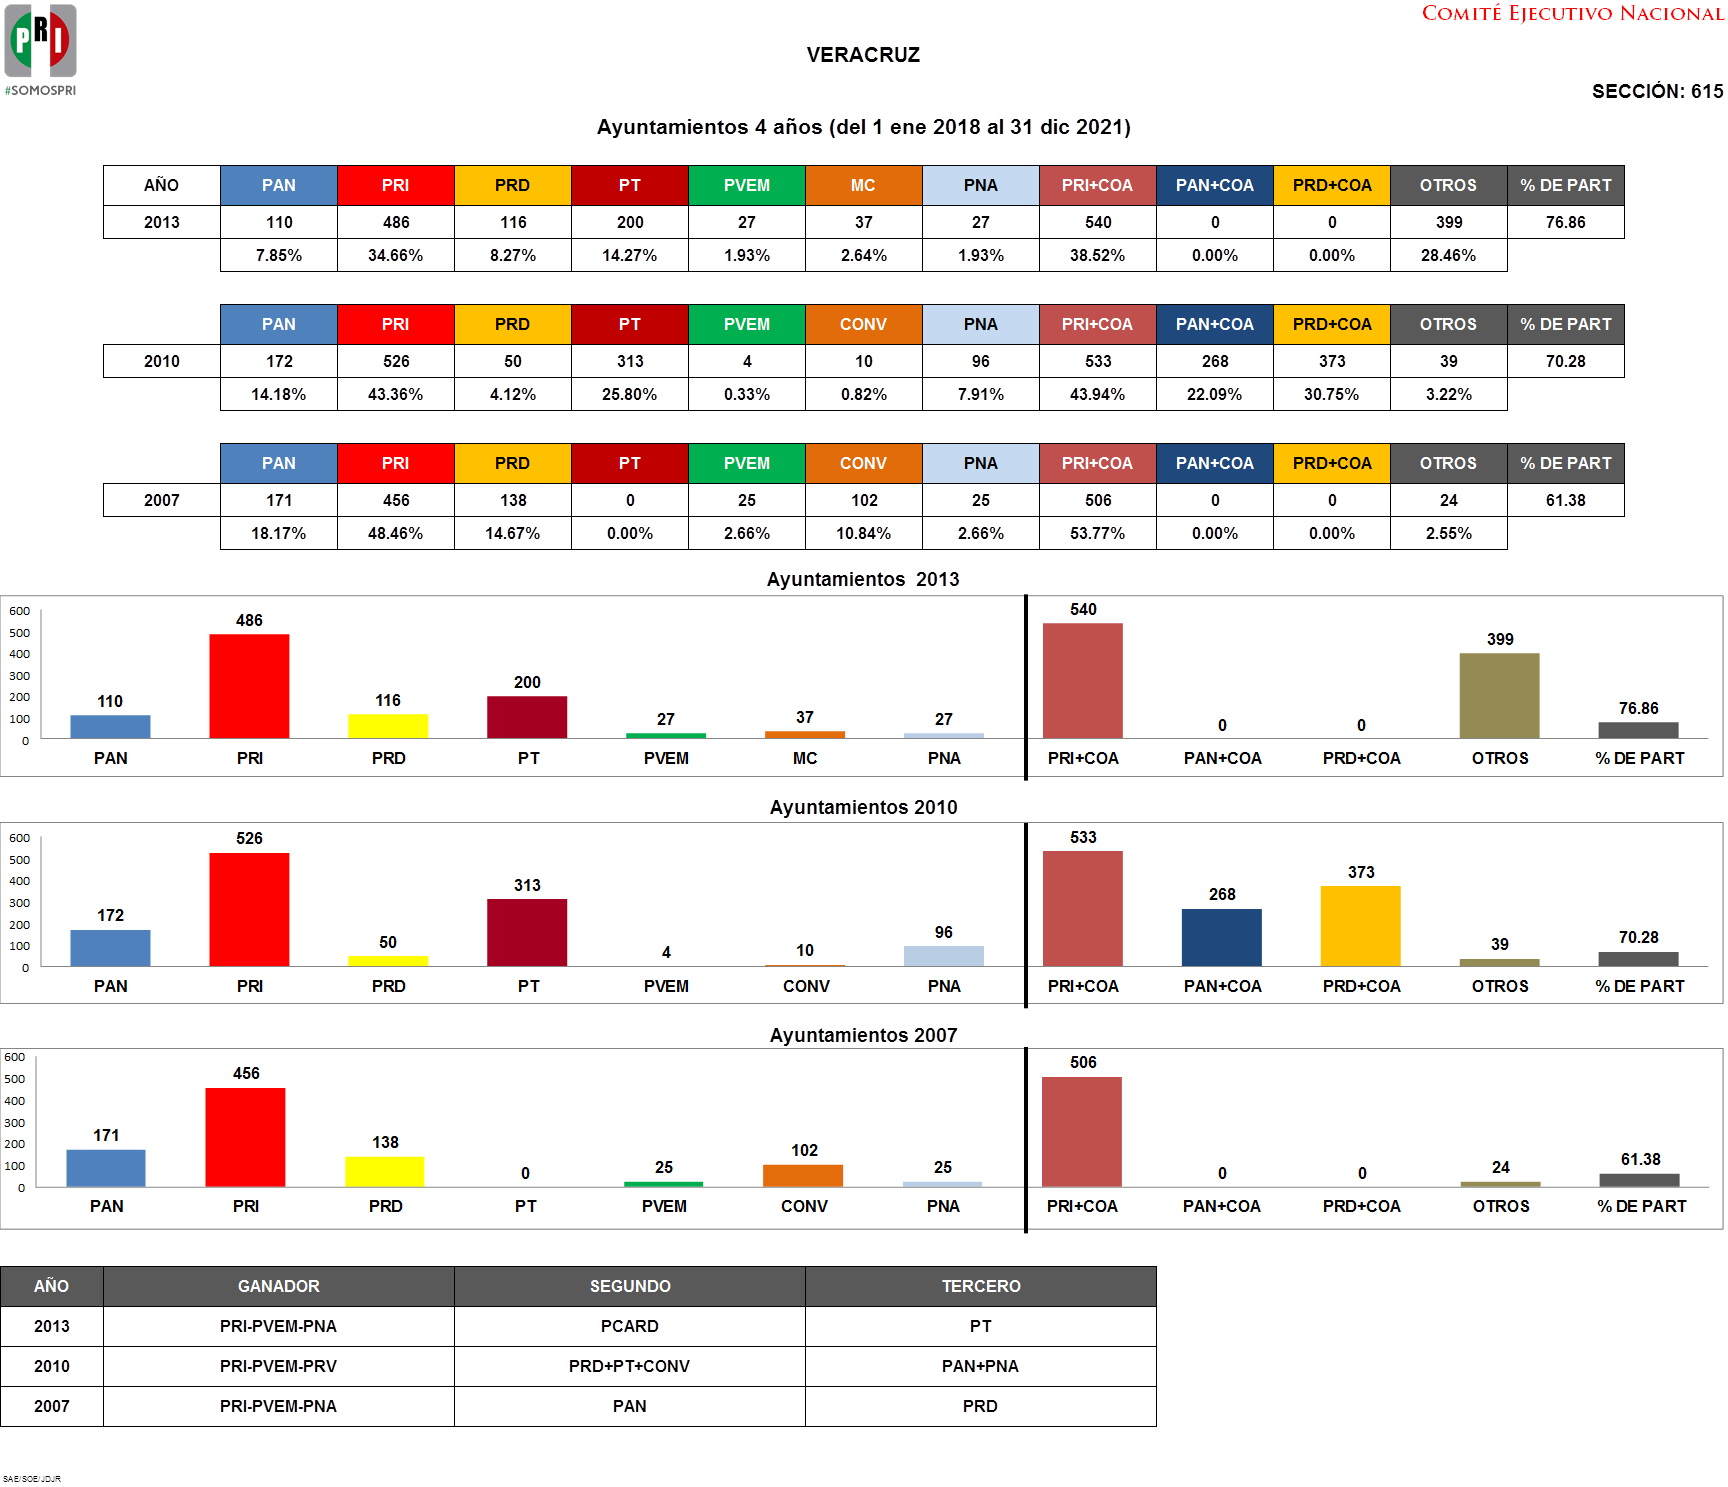 PRI
#SOMOSPRI
COMITÉ EJECUTIVO NACIONAL
VERACRUZ
SECCIÓN: 615
Ayuntamientos 4 años (del 1 ene 2018 al 31 dic 2021)
AÑO PAN PRI PRD PT PVEM MC PNA PRI+COA PAN+COA PRD+COA OTROS % DE PART
2013 110 486 116 200 27 37 27 540 0 0 399 76.86
7.85% 34.66% 8.27% 14.27% 1.93% 2.64% 1.93% 38.52% 0.00% 0.00% 28.46%
PAN PRI PRD PT PVEM CONV PNA PRI+COA PAN+COA PRD+COA OTROS % DE PART
2010 172 526 50 313 4 10 96 533 268 373 39 70.28
14.18% 43.36% 4.12% 25.80% 0.33% 0.82% 7.91% 43.94% 22.09% 30.75% 3.22%
PAN PRI PRD PT PVEM CONV PNA PRI+COA PAN+COA PRD+COA OTROS % DE PART
2007 171 456 138 0 25 102 25 506 0 0 24 61.38
18.17% 48.46% 14.67% 0.00% 2.66% 10.84% 2.66% 53.77% 0.00% 0.00% 2.55%
Ayuntamientos 2013
600
500
400
300
200
100
0
110 486 116 200 27 37 27 540 0 0 399 76.86
PAN PRI PRD PT PVEM MC PNA PRI+COA PAN+COA PRD+COA OTROS % DE PART
Ayuntamientos 2010
600
500
400
300
200
100
0
172 526 50 313 4 10 96 533 268 373 39 70.28
PAN PRI PRD PT PVEM CONV PNA PRI+COA PAN+COA PRD+COA OTROS % DE PART
Ayuntamientos 2007
600
500
400
300
200
100
0
171 456 138 0 25 102 25 506 0 0 24 61.38
PAN PRI PRD PT PVEM CONV PNA PRI+COA PAN+COA PRD+COA OTROS % DE PART
AÑO GANADOR SEGUNDO TERCERO
2013 PRI-PVEM-PNA PCARD PT
2010 PRI-PVEM-PRV PRD+PT+CONV PAN+PNA
2007 PRI-PVEM-PNA PAN PRD
SAE/SOE/JDJR